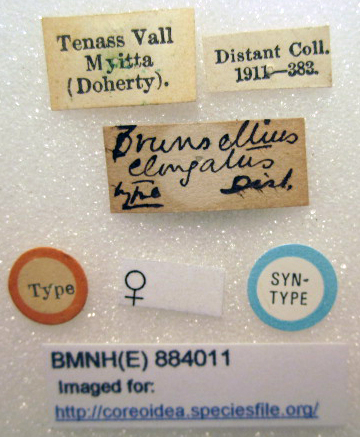 Tenass Vall
Myitta
(Doherty).
Distant Coll.
1911—383.
Brunsellius
elongatus
type Dist.
Type
♀
SYN-
TYPE
BMNH(E) 884011
Imaged for:
http://coreoidea.speciesfile.org/